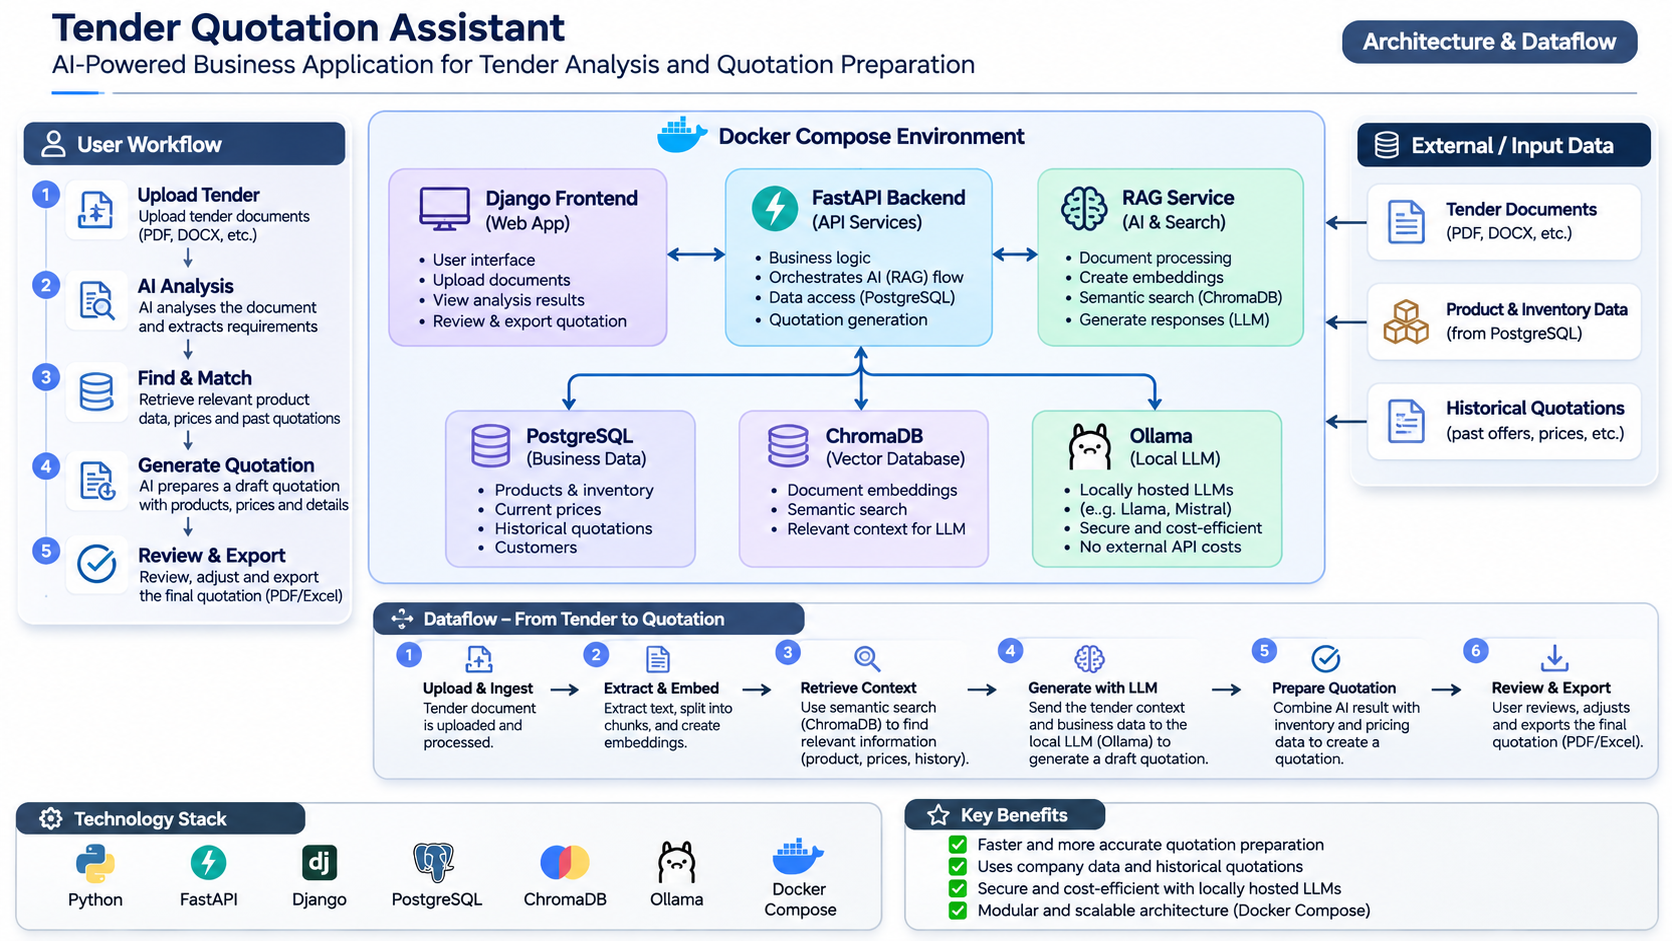 Tender Quotation Assistant
AI-Powered Business Application for Tender Analysis and Quotation Preparation
Architecture & Dataflow
User Workflow
1
Upload Tender
Upload tender documents
(PDF, DOCX, etc.)
2
AI Analysis
AI analyses the document
and extracts requirements
3
Find & Match
Retrieve relevant product
data, prices and past quotations
4
Generate Quotation
AI prepares a draft quotation
with products, prices and details
5
Review & Export
Review, adjust and export
the final quotation (PDF/Excel)
Docker Compose Environment
Django Frontend
(Web App)
• User interface
• Upload documents
• View analysis results
• Review & export quotation
FastAPI Backend
(API Services)
• Business logic
• Orchestrates AI (RAG) flow
• Data access (PostgreSQL)
• Quotation generation
RAG Service
(AI & Search)
• Document processing
• Create embeddings
• Semantic search (ChromaDB)
• Generate responses (LLM)
PostgreSQL
(Business Data)
• Products & inventory
• Current prices
• Historical quotations
• Customers
ChromaDB
(Vector Database)
• Document embeddings
• Semantic search
• Relevant context for LLM
Ollama
(Local LLM)
• Locally hosted LLMs
• (e..g. Llama, Mistral)
• Secure and cost-efficient
• No external API costs
External / Input Data
Tender Documents
(PDF, DOCX, etc.)
Product & Inventory Data
(from PostgreSQL)
Historical Quotations
(past offers, prices, etc.)
Dataflow – From Tender to Quotation
1
Upload & Ingest
Tender document
is uploaded and
processed.
2
Extract & Embed
Extract text, split into
chunks, and create
embeddings.
3
Retrieve Context
Use semantic search
(ChromaDB) to find
relevant information
(product, prices, history).
4
Generate with LLM
Send the tender context
and business data to the
local LLM (Ollama) to
generate a draft quotation.
5
Prepare Quotation
Combine AI result with
inventory and pricing
data to create a
quotation.
6
Review & Export
User reviews, adjusts
and exports the final
quotation (PDF/Excel).
Technology Stack
Python
FastAPI
dj
Django
PostgreSQL
ChromaDB
Ollama
Docker
Compose
Key Benefits
✅ Faster and more accurate quotation preparation
✅ Uses company data and historical quotations
✅ Secure and cost-efficient with locally hosted LLMs
✅ Modular and scalable architecture (Docker Compose)